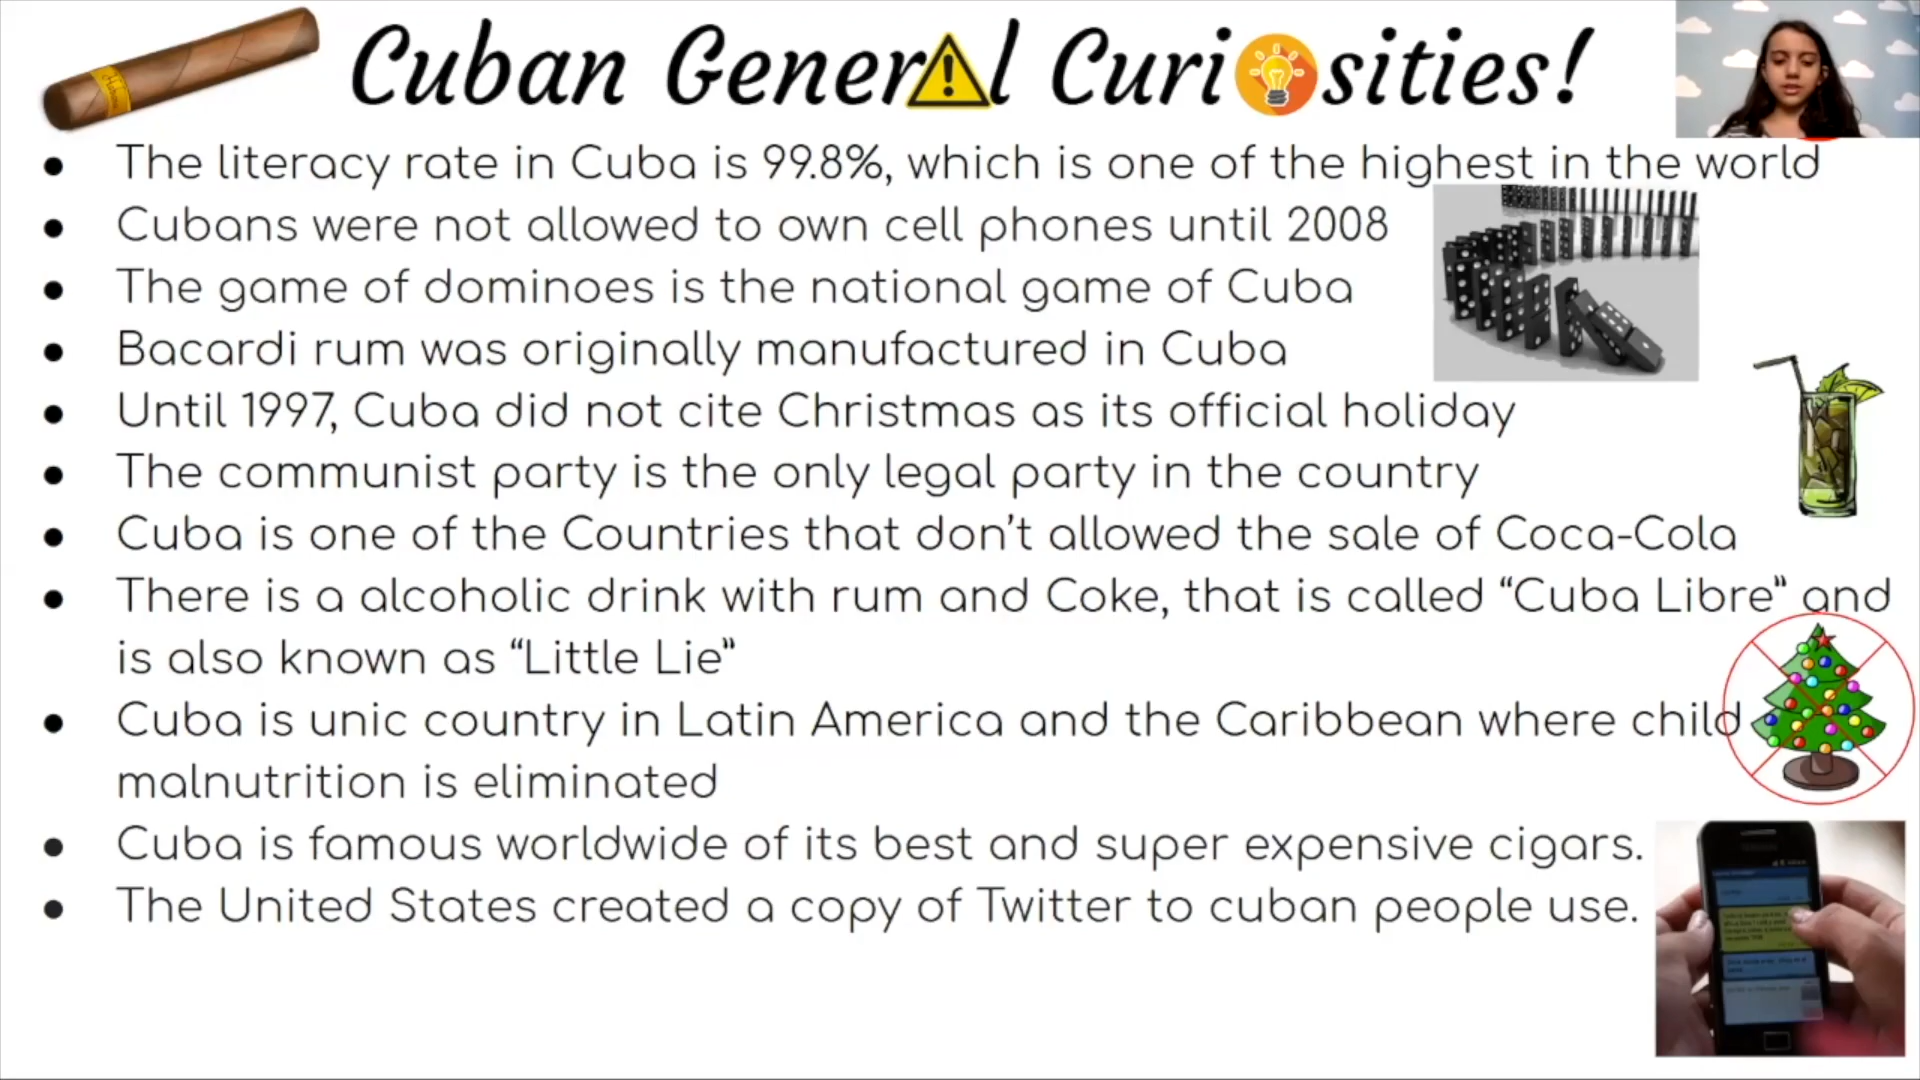 Cuban Gener⚠l Curi💡sities!
The literacy rate in Cuba is 99.8%, which is one of the highest in the world
Cubans were not allowed to own cell phones until 2008
The game of dominoes is the national game of Cuba
Bacardi rum was originally manufactured in Cuba
Until 1997, Cuba did not cite Christmas as its official holiday
The communist party is the only legal party in the country
Cuba is one of the Countries that don’t allowed the sale of Coca-Cola
There is a alcoholic drink with rum and Coke, that is called “Cuba Libre” and
is also known as “Little Lie”
Cuba is unic country in Latin America and the Caribbean where child
malnutrition is eliminated
Cuba is famous worldwide of its best and super expensive cigars.
The United States created a copy of Twitter to cuban people use.